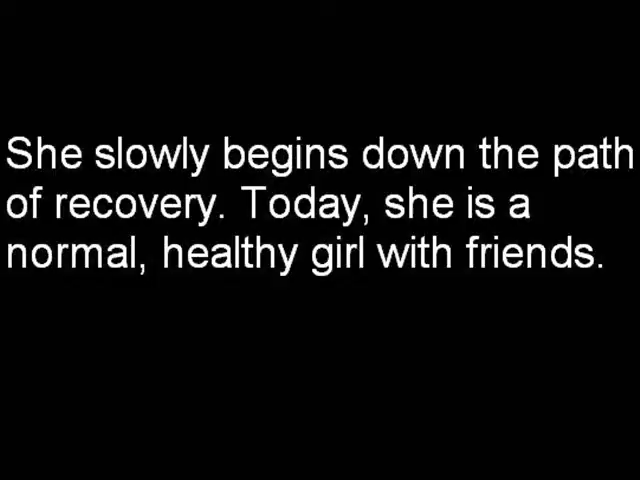 She slowly begins down the path
of recovery. Today, she is a
normal, healthy girl with friends.